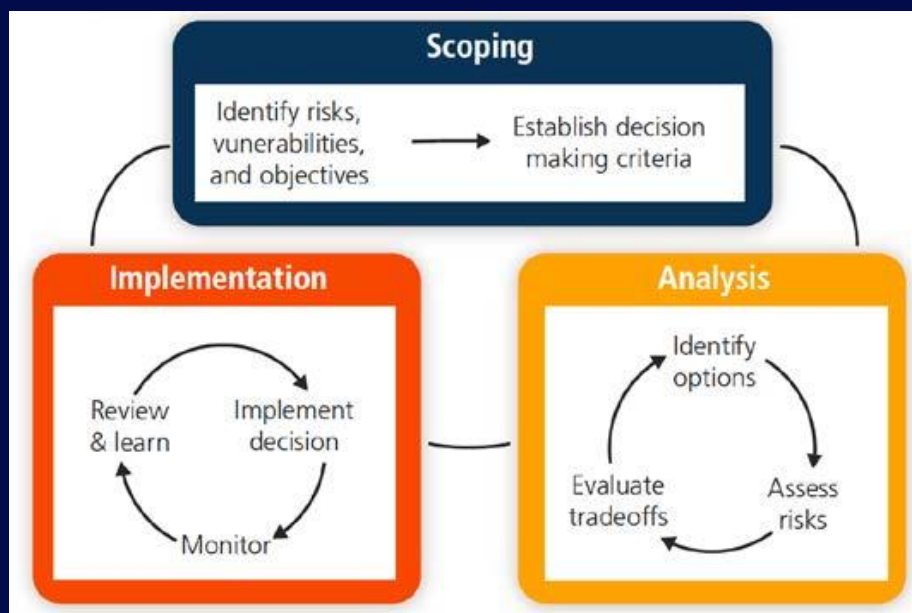 Scoping
Identify risks,
vunerabilities,
and objectives
Establish decision
making criteria
Implementation
Review
& learn
Implement
decision
Monitor
Analysis
Identify
options
Assess
risks
Evaluate
tradeoffs